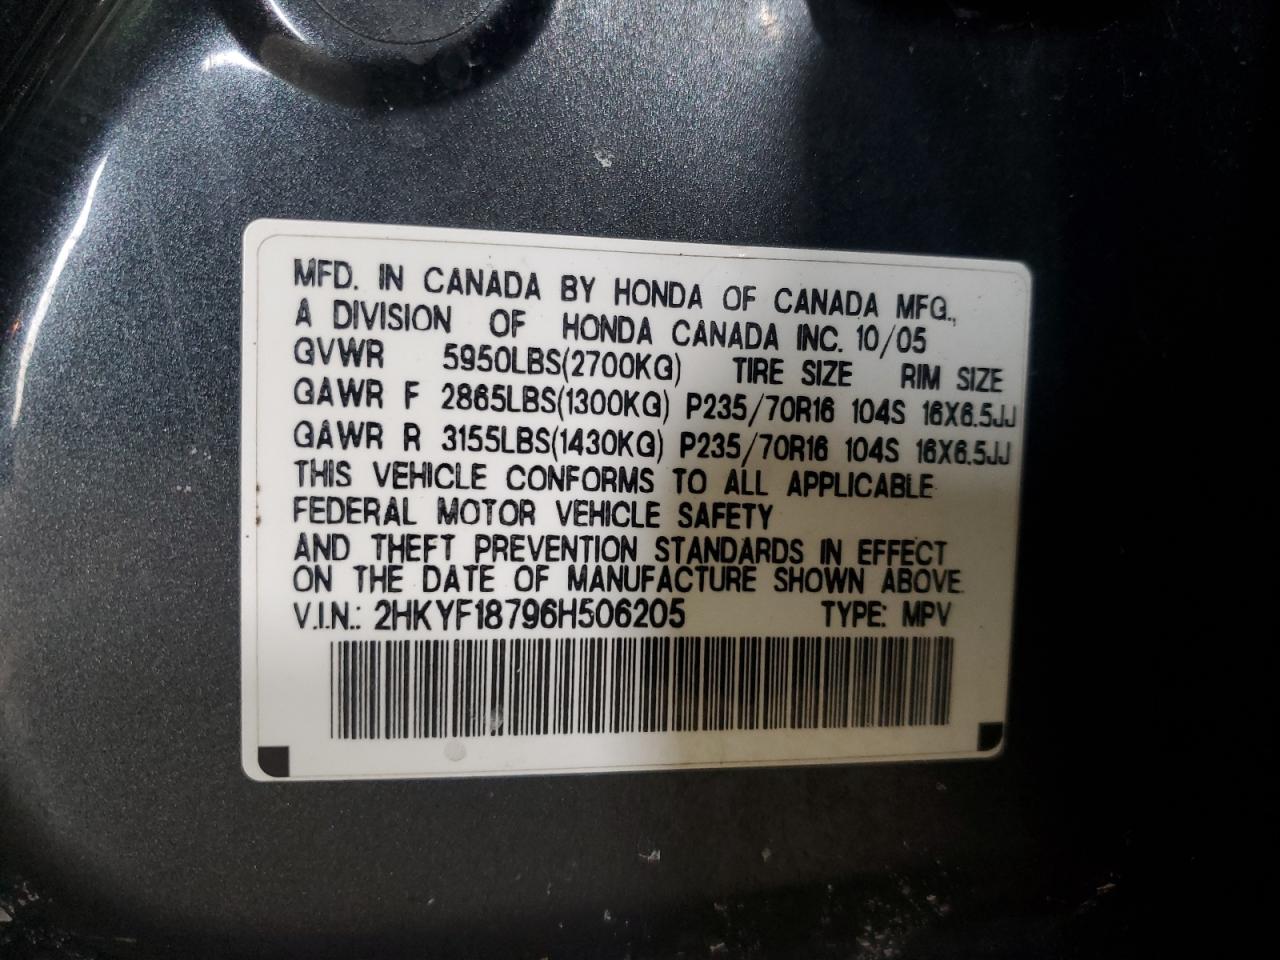 MFD. IN CANADA BY HONDA OF CANADA MFG.,
A DIVISION OF HONDA CANADA INC. 10/05
GVWR 5950LBS(2700KG) TIRE SIZE RIM SIZE
GAWR F 2865LBS(1300KG) P235/70R16 104S 16X6.5JJ
GAWR R 3155LBS(1430KG) P235/70R16 104S 16X6.5JJ
THIS VEHICLE CONFORMS TO ALL APPLICABLE
FEDERAL MOTOR VEHICLE SAFETY
AND THEFT PREVENTION STANDARDS IN EFFECT
ON THE DATE OF MANUFACTURE SHOWN ABOVE.
V.I.N.: 2HKYF18796H506205 TYPE: MPV